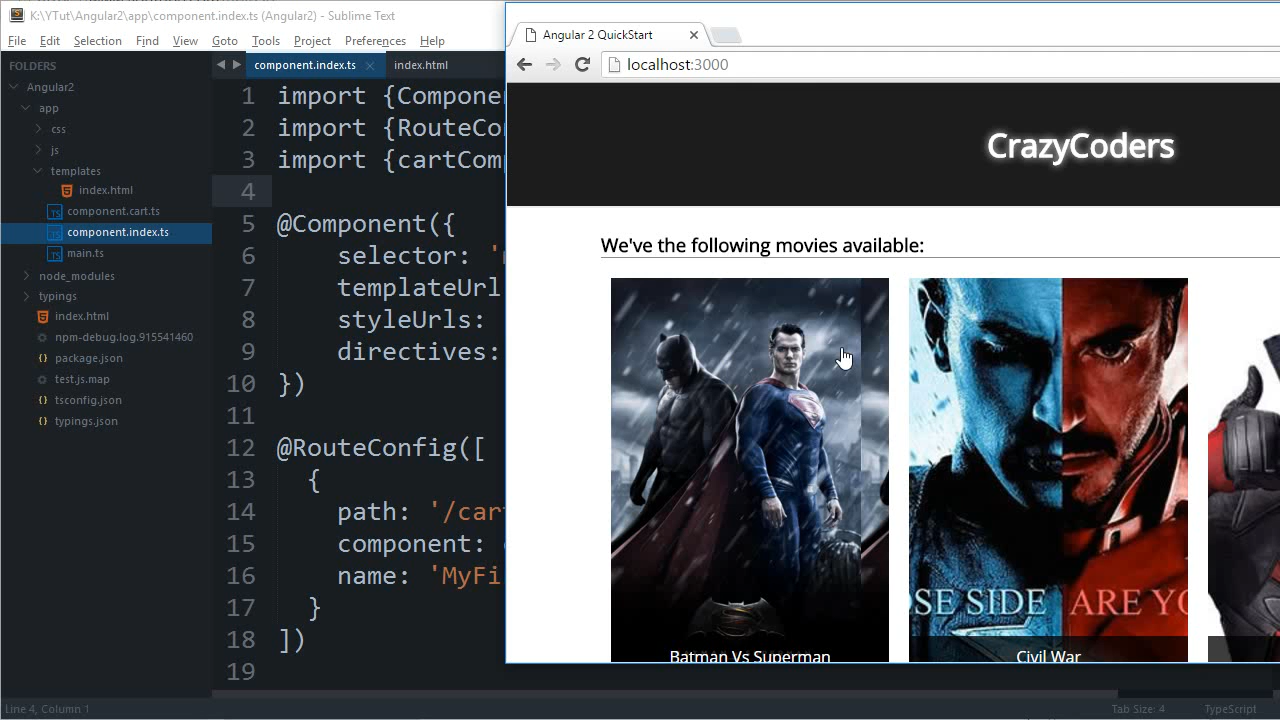 K:\YTut\Angular2\app\component.index.ts (Angular2) - Sublime Text
File Edit Selection Find View Goto Tools Project Preferences Help
FOLDERS
Angular2
app
css
js
templates
index.html
component.cart.ts
component.index.ts
main.ts
node_modules
typings
index.html
npm-debug.log.915541460
package.json
test.js.map
tsconfig.json
typings.json
component.index.ts index.html
1 import {Compone
2 import {RouteCo
3 import {cartCom
4
5 @Component({
6 selector: '
7 templateUrl
8 styleUrls:
9 directives:
10 })
11
12 @RouteConfig([
13 {
14 path: '/car
15 component:
16 name: 'MyFi
17 }
18 ])
19
Line 4, Column 1
Tab Size: 4 TypeScript
Angular 2 QuickStart
localhost:3000
CrazyCoders
We've the following movies available:
OSE SIDE
ARE YO
Batman Vs Superman
Civil War